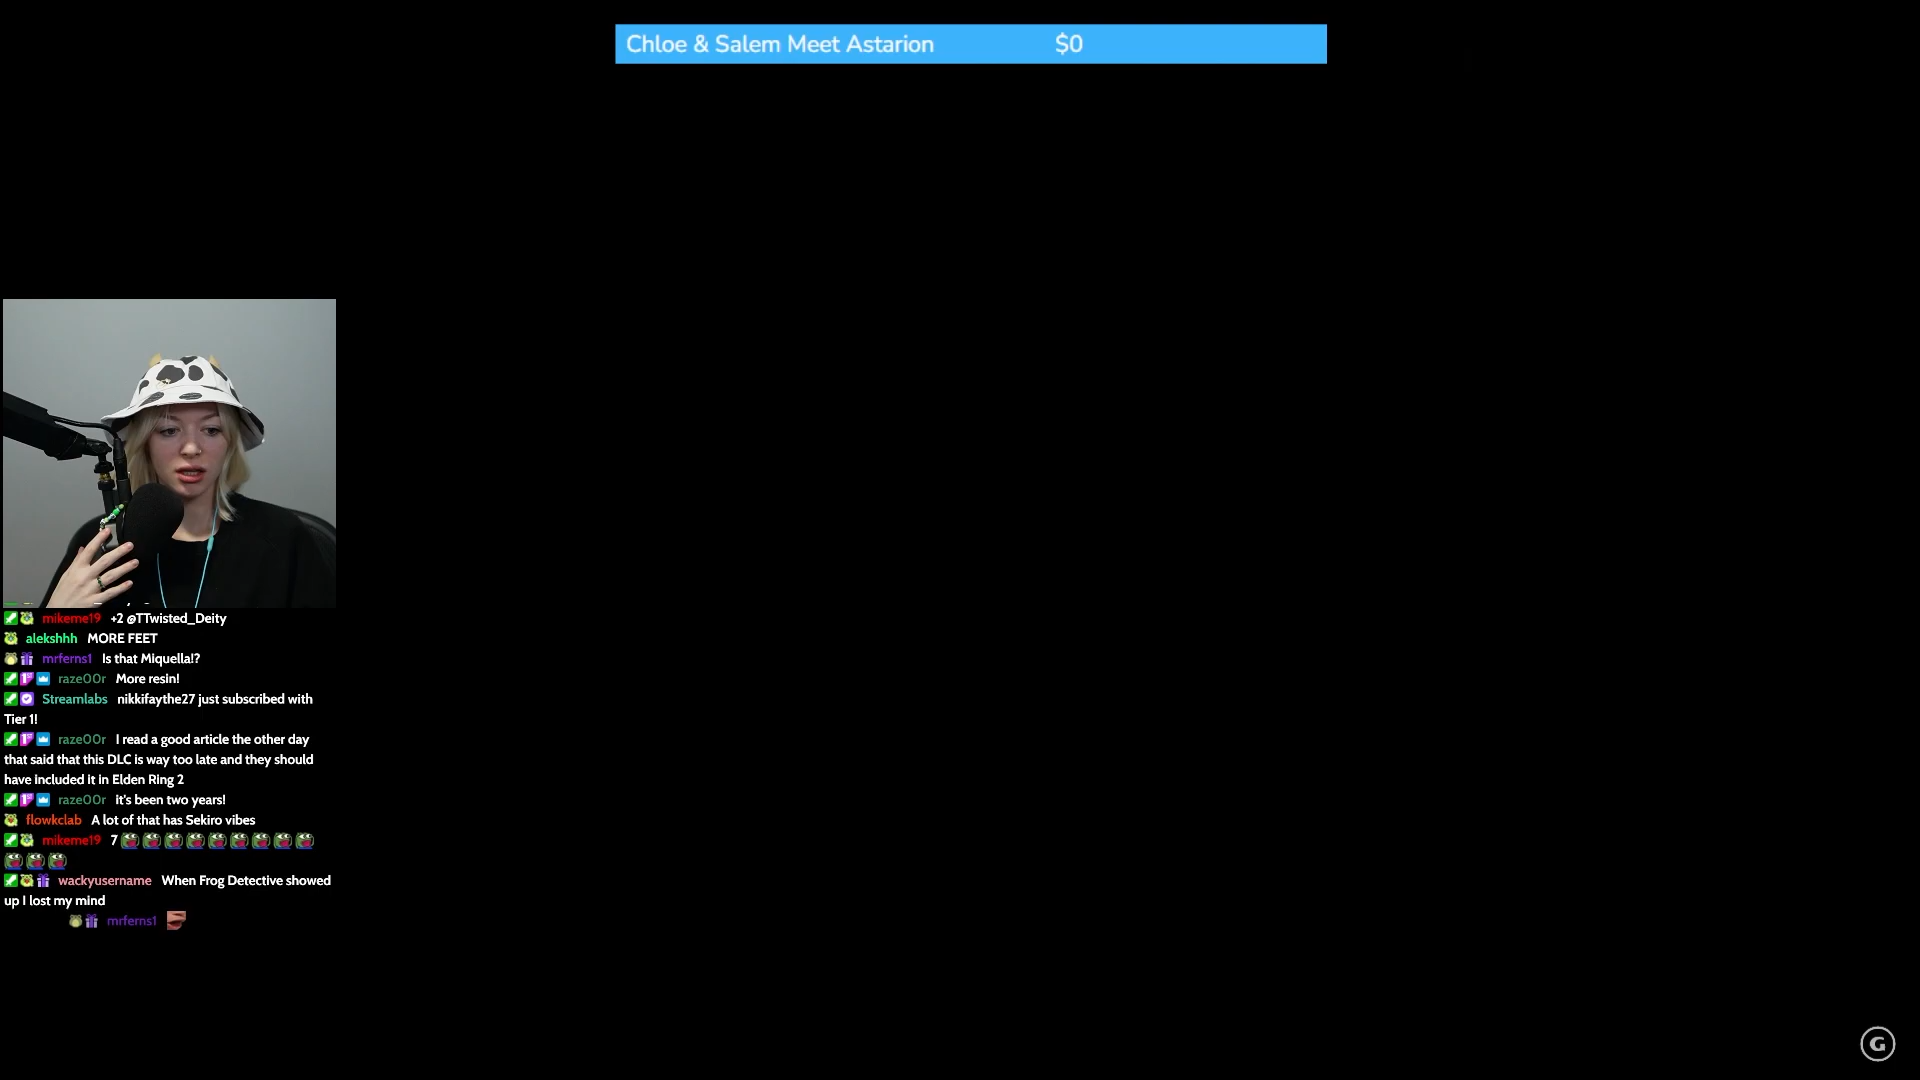 Chloe & Salem Meet Astarion $0
mikeme19 +2 @TTwisted_Deity
alekshhh MORE FEET
mrferns1 Is that Miquella!?
raze00r More resin!
Streamlabs nikkifaythe27 just subscribed with
Tier 1!
raze00r I read a good article the other day
that said that this DLC is way too late and they should
have included it in Elden Ring 2
raze00r it's been two years!
flowkclab A lot of that has Sekiro vibes
mikeme19 7
wackyusername When Frog Detective showed
up I lost my mind
mrferns1
G